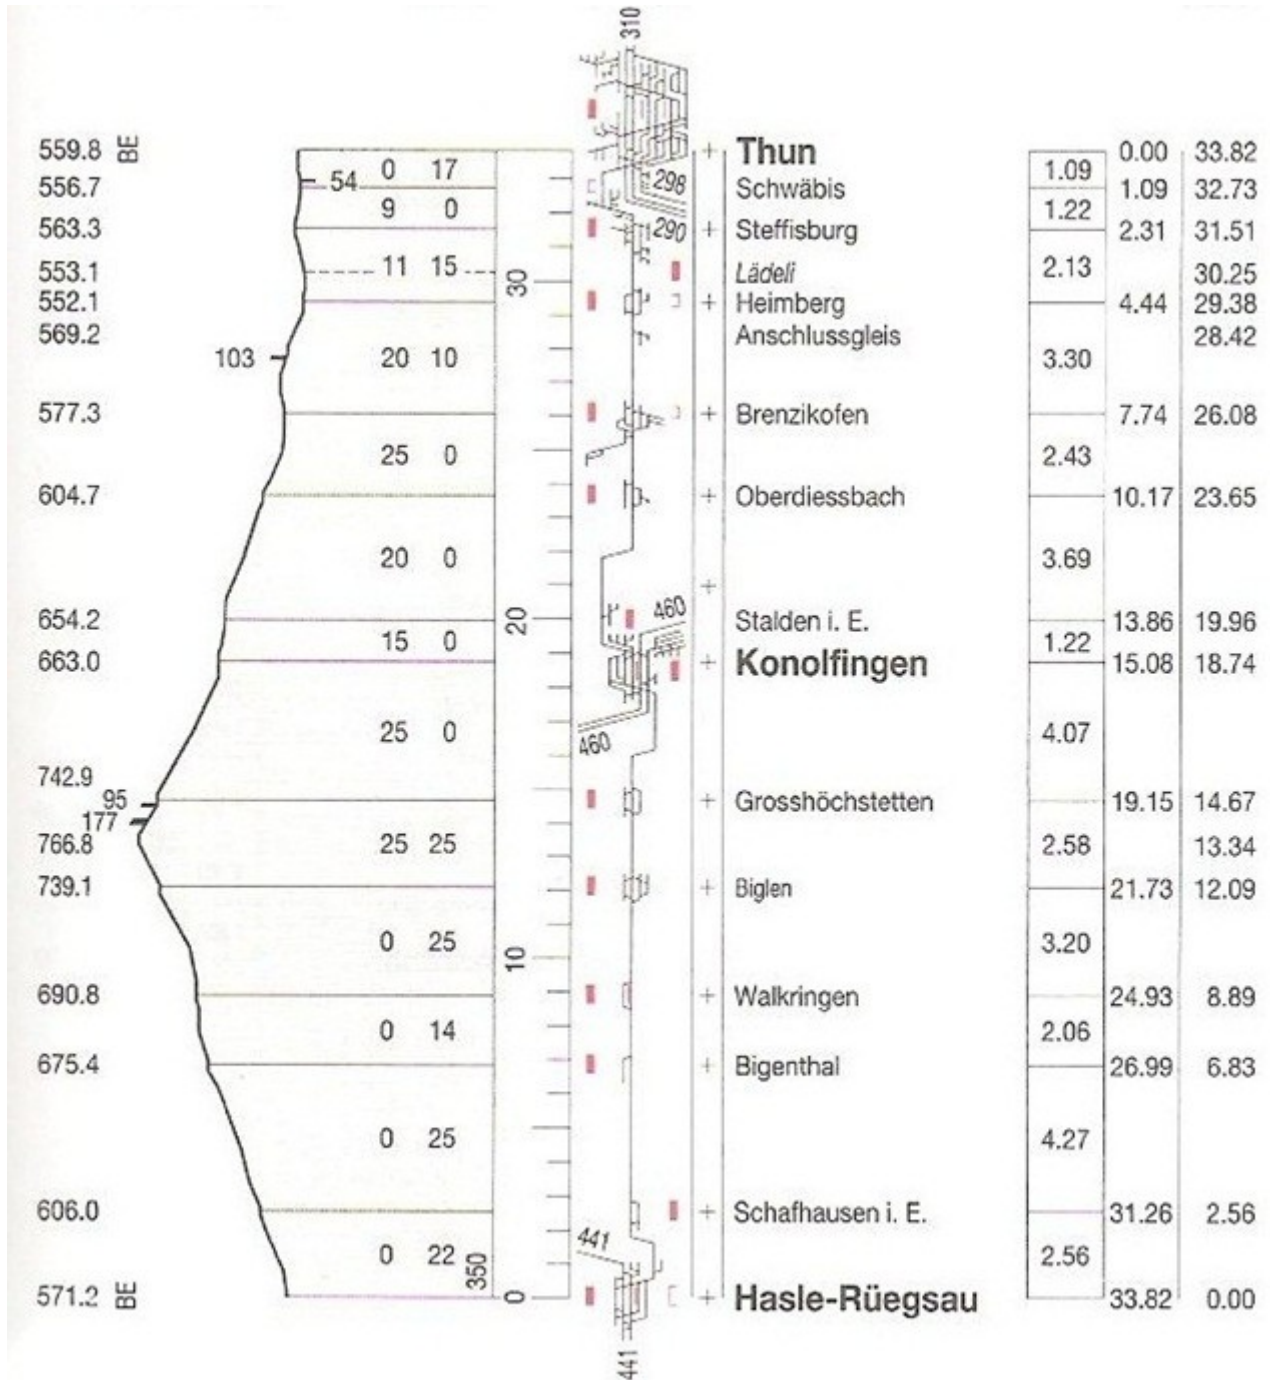 310
559.8 BE Thun 0.00 33.82
0 17 1.09
54 298
556.7 Schwäbis 1.09 32.73
9 0 1.22
563.3 290 Steffisburg 2.31 31.51
553.1 11 15 Lädeli 2.13 30.25
30
552.1 Heimberg 4.44 29.38
569.2 Anschlussgleis 28.42
103 20 10 3.30
577.3 Brenzikofen 7.74 26.08
25 0 2.43
604.7 Oberdiessbach 10.17 23.65
20 0 3.69
460
654.2 20 Stalden i. E. 13.86 19.96
15 0 1.22
663.0 Konolfingen 15.08 18.74
25 0 460 4.07
742.9
95 Grosshöchstetten 19.15 14.67
177
766.8 25 25 2.58 13.34
739.1 Biglen 21.73 12.09
0 25 3.20
10
690.8 Walkringen 24.93 8.89
0 14 2.06
675.4 Bigenthal 26.99 6.83
0 25 4.27
606.0 Schafhausen i. E. 31.26 2.56
441
0 22 350 2.56
571.2 BE 0 Hasle-Rüegsau 33.82 0.00
441